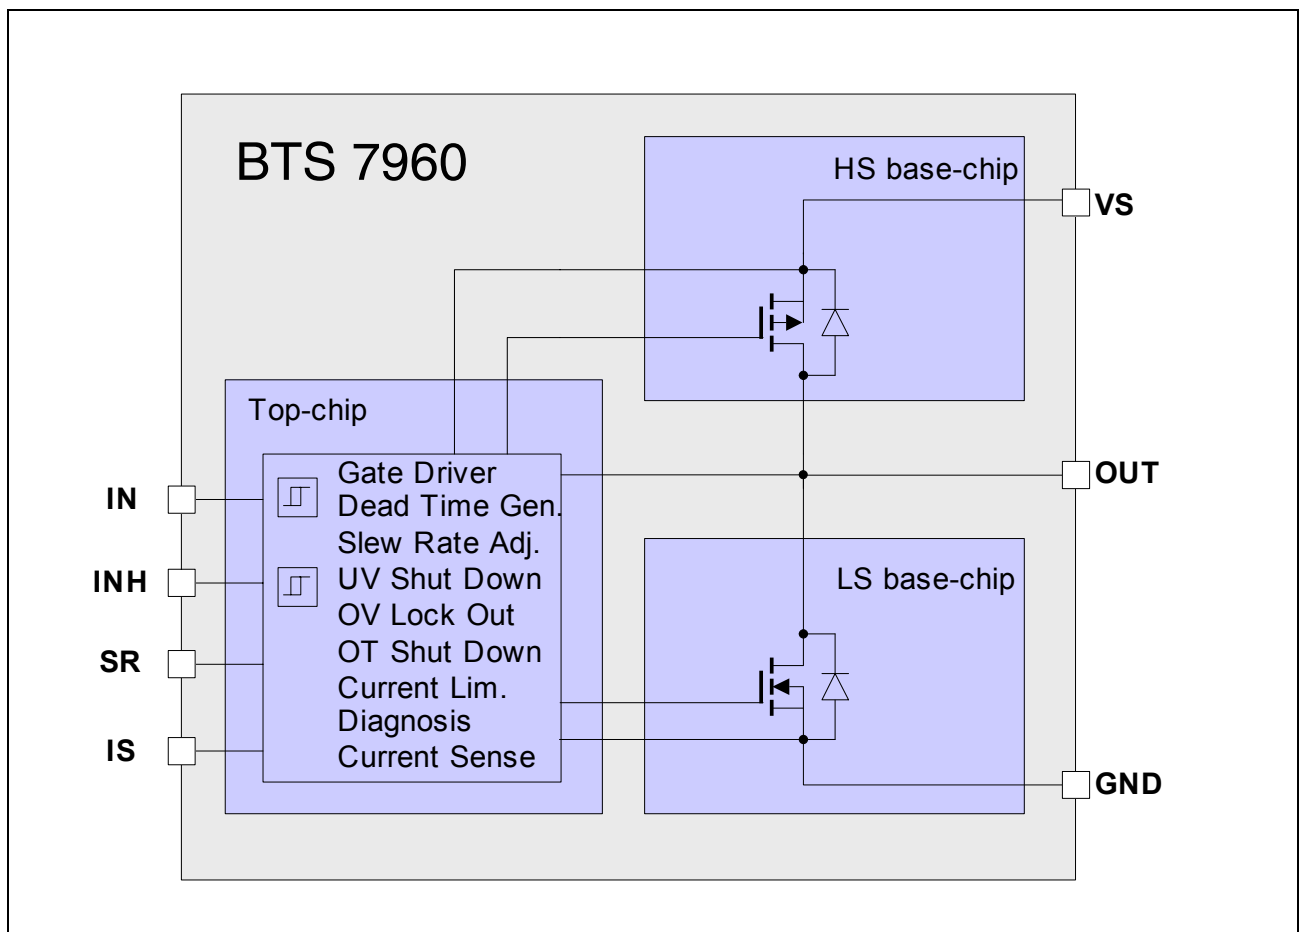 BTS 7960
HS base-chip
VS
Top-chip
Gate Driver
Dead Time Gen.
Slew Rate Adj.
UV Shut Down
OV Lock Out
OT Shut Down
Current Lim.
Diagnosis
Current Sense
IN
INH
SR
IS
OUT
LS base-chip
GND